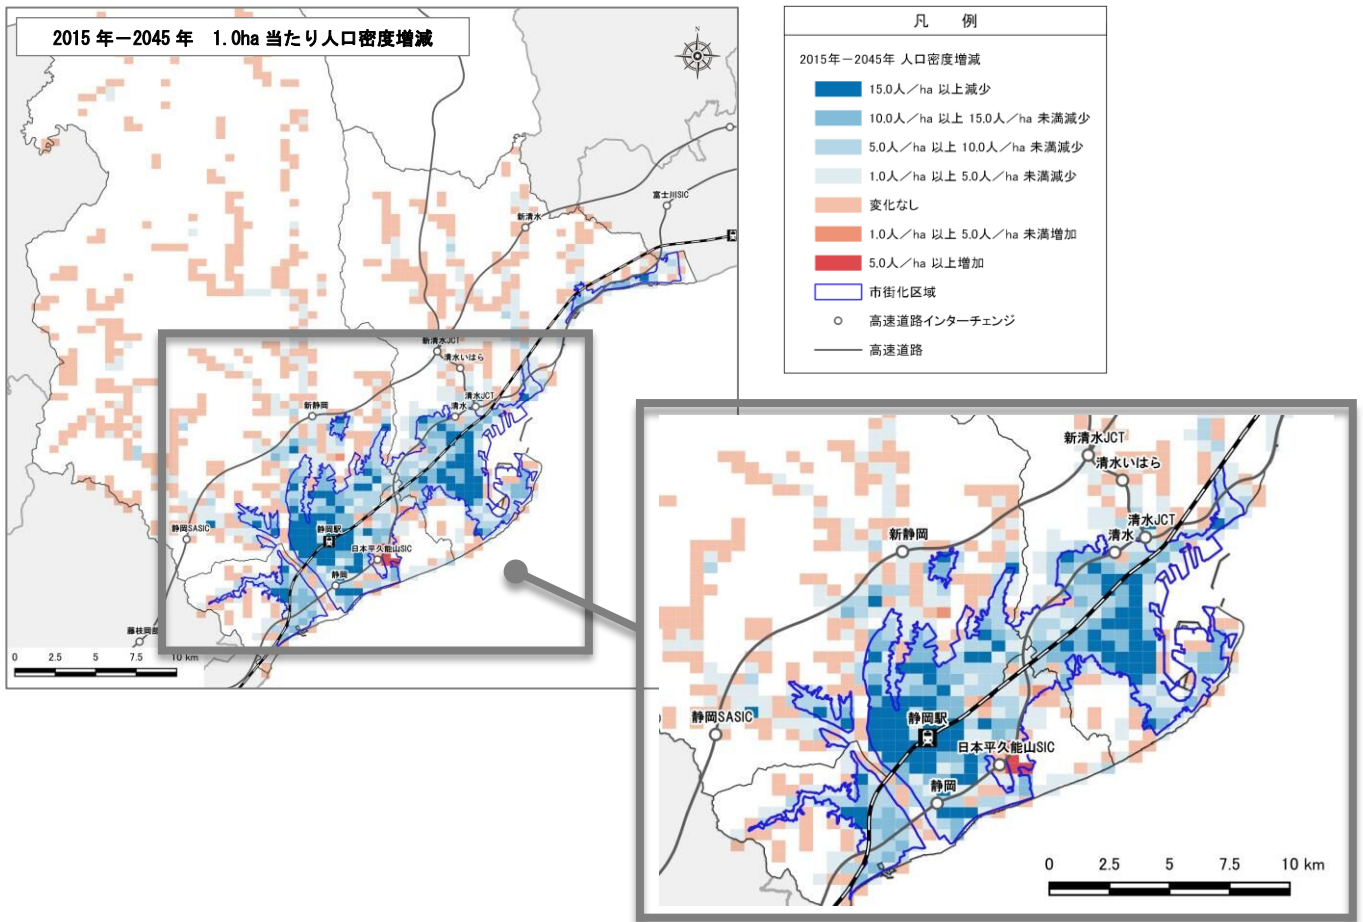 2015 年－2045 年　1.0ha 当たり人口密度増減
N
富士川SIC
新清水
新清水JCT
清水いはら
清水JCT
清水
新静岡
静岡SASIC
静岡駅
日本平久能山SIC
静岡
藤枝岡部
0 2.5 5 7.5 10 km
凡　例
2015年－2045年 人口密度増減
15.0人／ha 以上減少
10.0人／ha 以上 15.0人／ha 未満減少
5.0人／ha 以上 10.0人／ha 未満減少
1.0人／ha 以上 5.0人／ha 未満減少
変化なし
1.0人／ha 以上 5.0人／ha 未満増加
5.0人／ha 以上増加
市街化区域
高速道路インターチェンジ
高速道路
新清水JCT
清水いはら
清水JCT
清水
新静岡
静岡SASIC
静岡駅
日本平久能山SIC
静岡
0 2.5 5 7.5 10 km